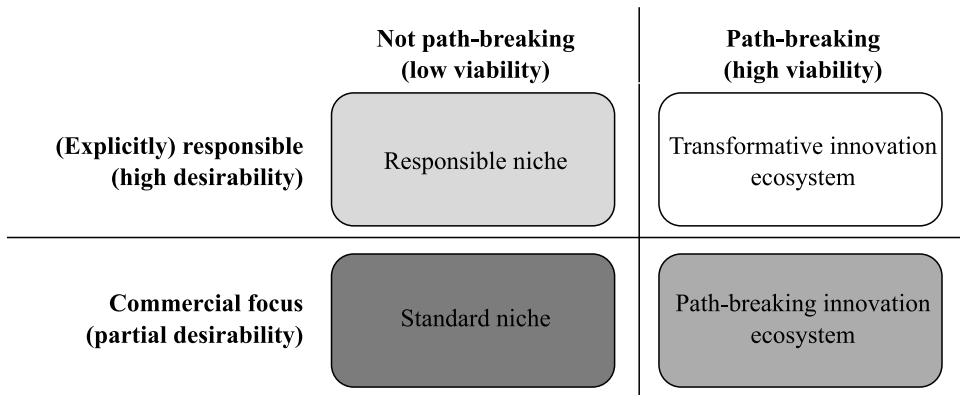 Not path-breaking
(low viability)
Path-breaking
(high viability)
(Explicitly) responsible
(high desirability)
Responsible niche
Transformative innovation
ecosystem
Commercial focus
(partial desirability)
Standard niche
Path-breaking innovation
ecosystem